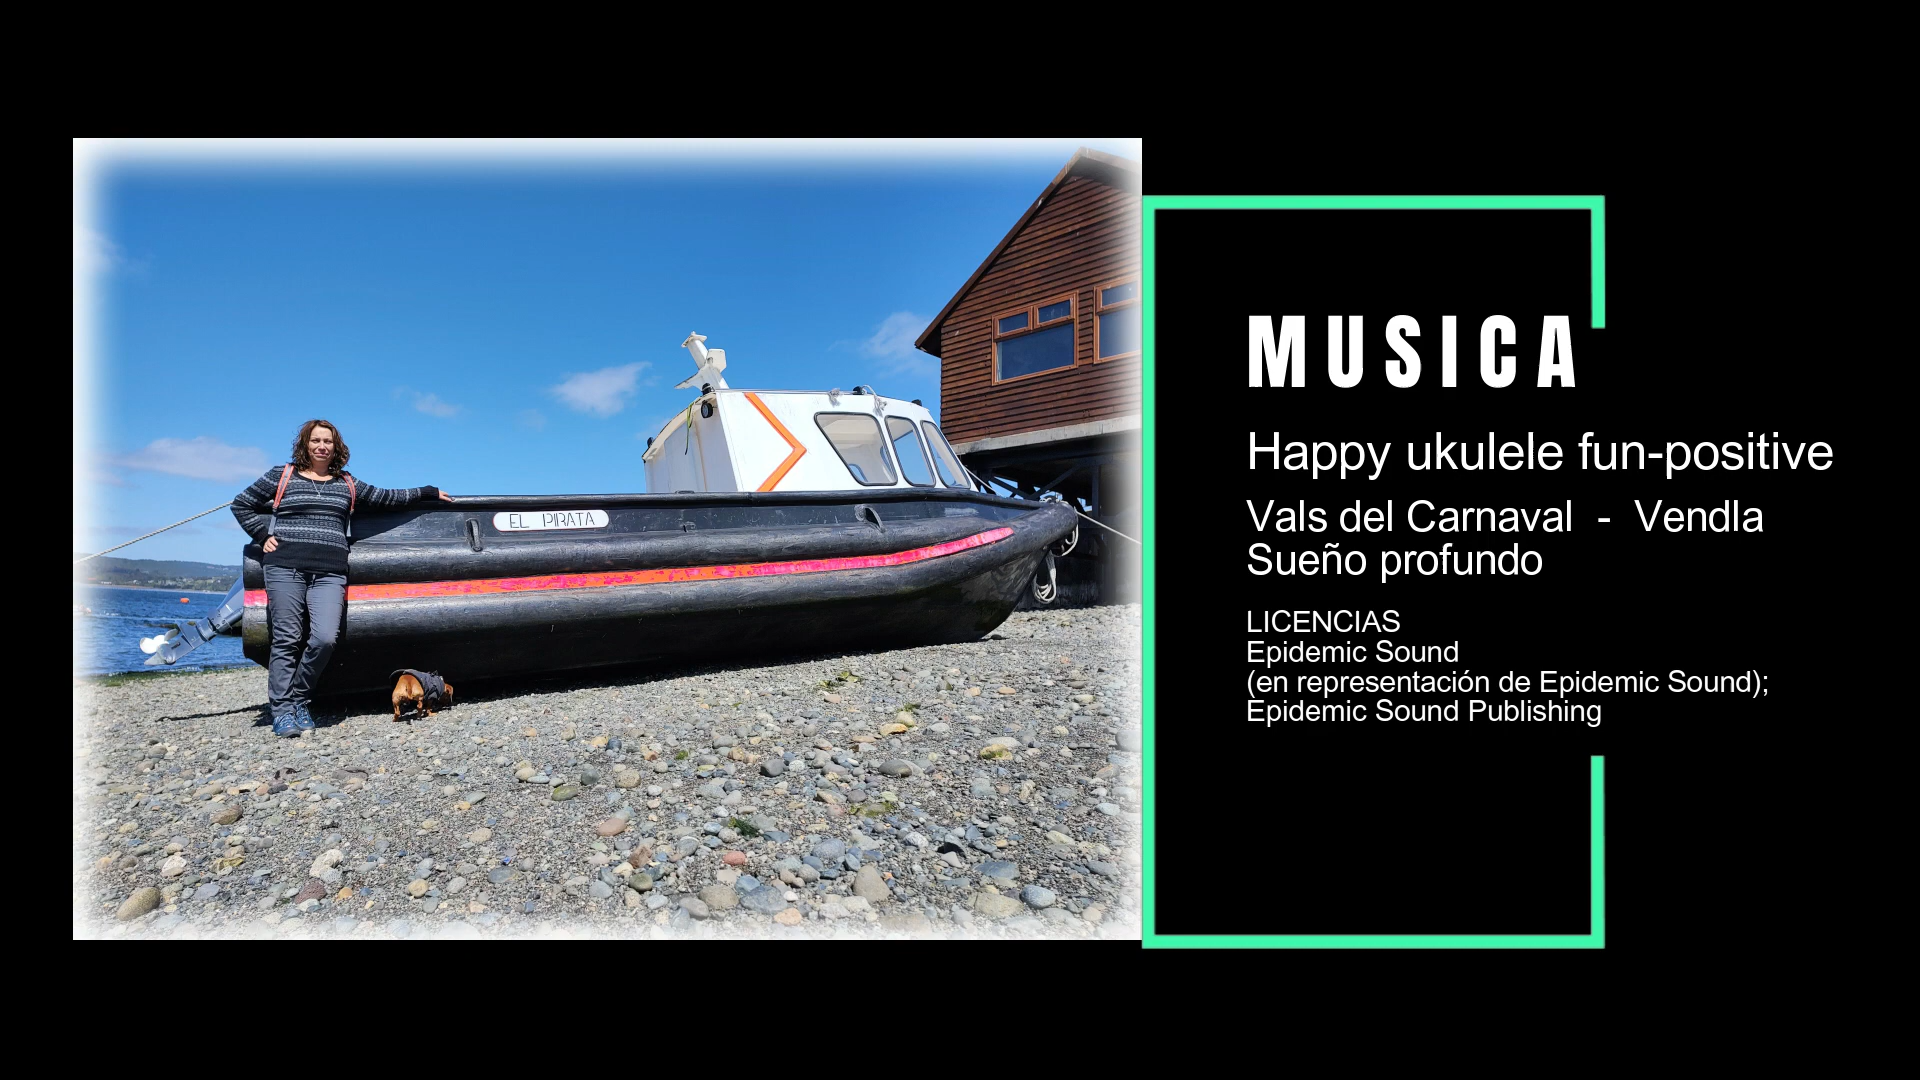 EL PIRATA
MUSICA
Happy ukulele fun-positive
Vals del Carnaval - Vendla
Sueño profundo
LICENCIAS
Epidemic Sound
(en representación de Epidemic Sound);
Epidemic Sound Publishing